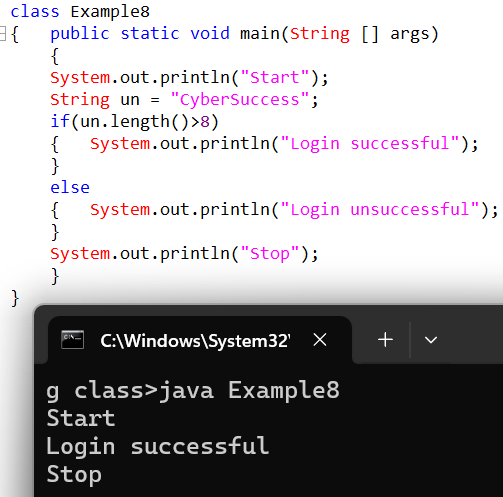 class Example8
{ public static void main(String [] args)
{
System.out.println("Start");
String un = "CyberSuccess";
if(un.length()>8)
{ System.out.println("Login successful");
}
else
{ System.out.println("Login unsuccessful");
}
System.out.println("Stop");
}
}
C:\Windows\System32\
g class>java Example8
Start
Login successful
Stop